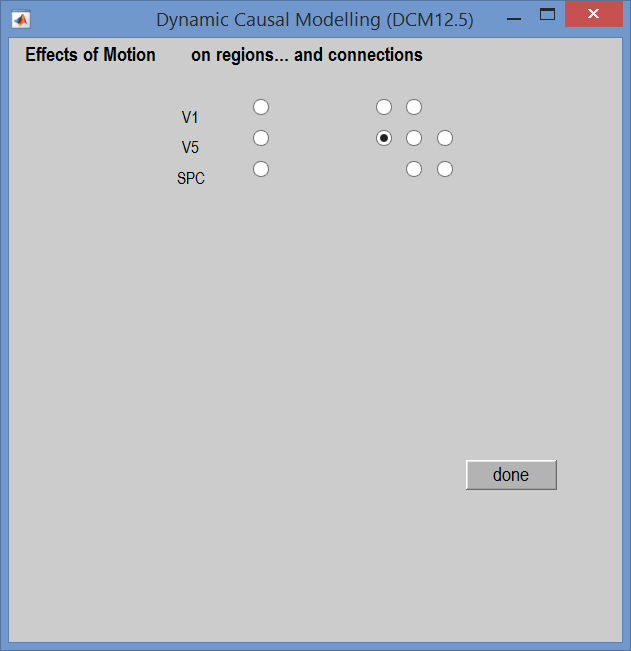 Dynamic Causal Modelling (DCM12.5)
Effects of Motion on regions... and connections
V1
V5
SPC
done